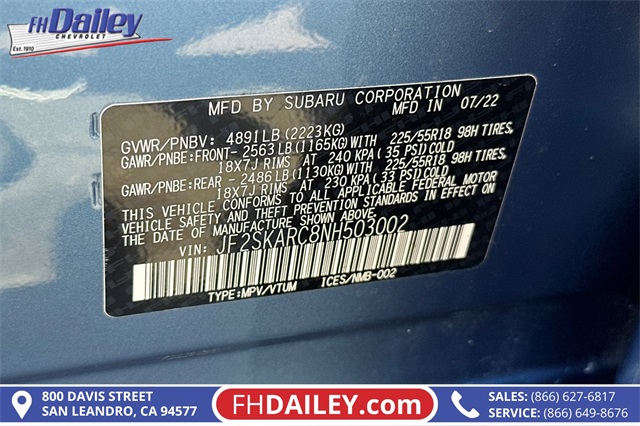 FHDailey
CHEVROLET
Est. 1910
MFD BY SUBARU CORPORATION
MFD IN 07/22
GVWR/PNBV: 4891LB(2223KG)
GAWR/PNBE:FRONT- 2563LB(1165KG)WITH 225/55R18 98H TIRES,
18X7J RIMS AT 240 KPA (35 PSI)COLD
GAWR/PNBE:REAR - 2486LB(1130KG)WITH 225/55R18 98H TIRES,
18X7J RIMS AT 230 KPA (33 PSI)COLD
THIS VEHICLE CONFORMS TO ALL APPLICABLE FEDERAL MOTOR
VEHICLE SAFETY AND THEFT PREVENTION STANDARDS IN EFFECT ON
THE DATE OF MANUFACTURE SHOWN ABOVE.
VIN: JF2SKARC8NH503002
TYPE:MPV/VTUM ICES/NMB-002
800 DAVIS STREET
SAN LEANDRO, CA 94577
FHDAILEY.com
SALES: (866) 627-6817
SERVICE: (866) 649-8676